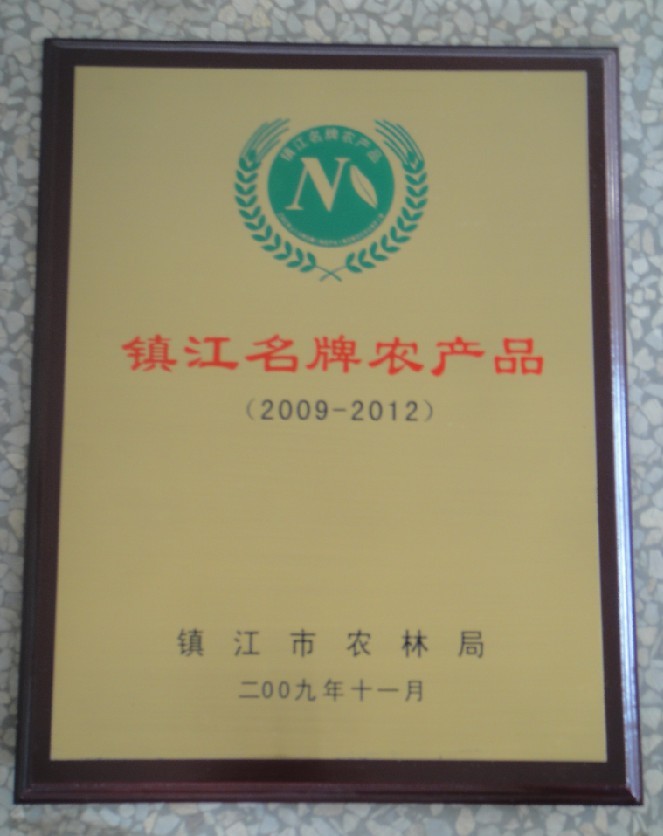 镇江名牌农产品
N
镇江名牌农产品
（2009-2012）
镇江市农林局
二00九年十一月